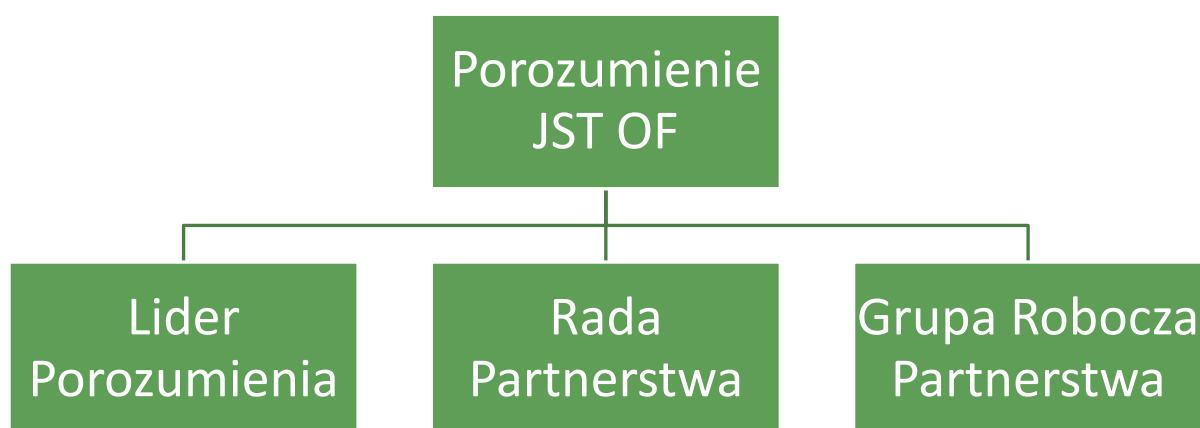 Porozumienie
JST OF
Lider
Porozumienia
Rada
Partnerstwa
Grupa Robocza
Partnerstwa